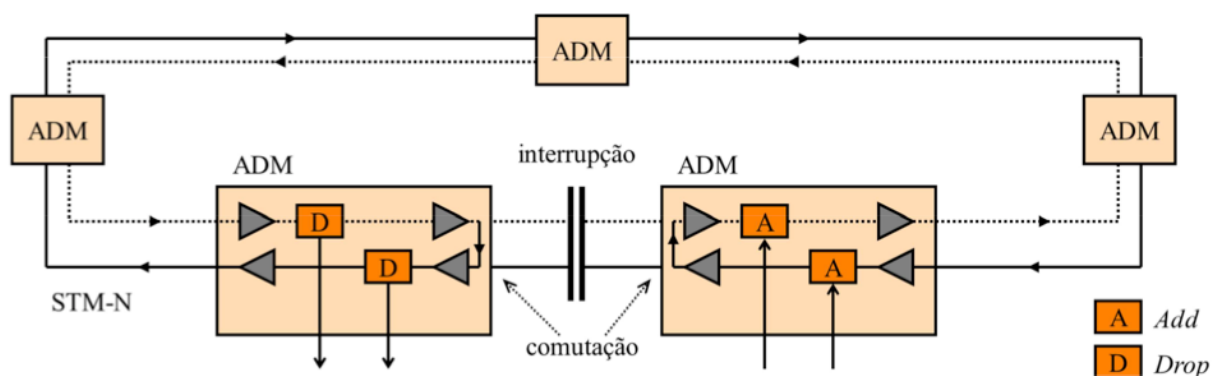 ADM
ADM
ADM
interrupção
ADM
ADM
D
A
D
A
STM-N
comutação
A Add
D Drop